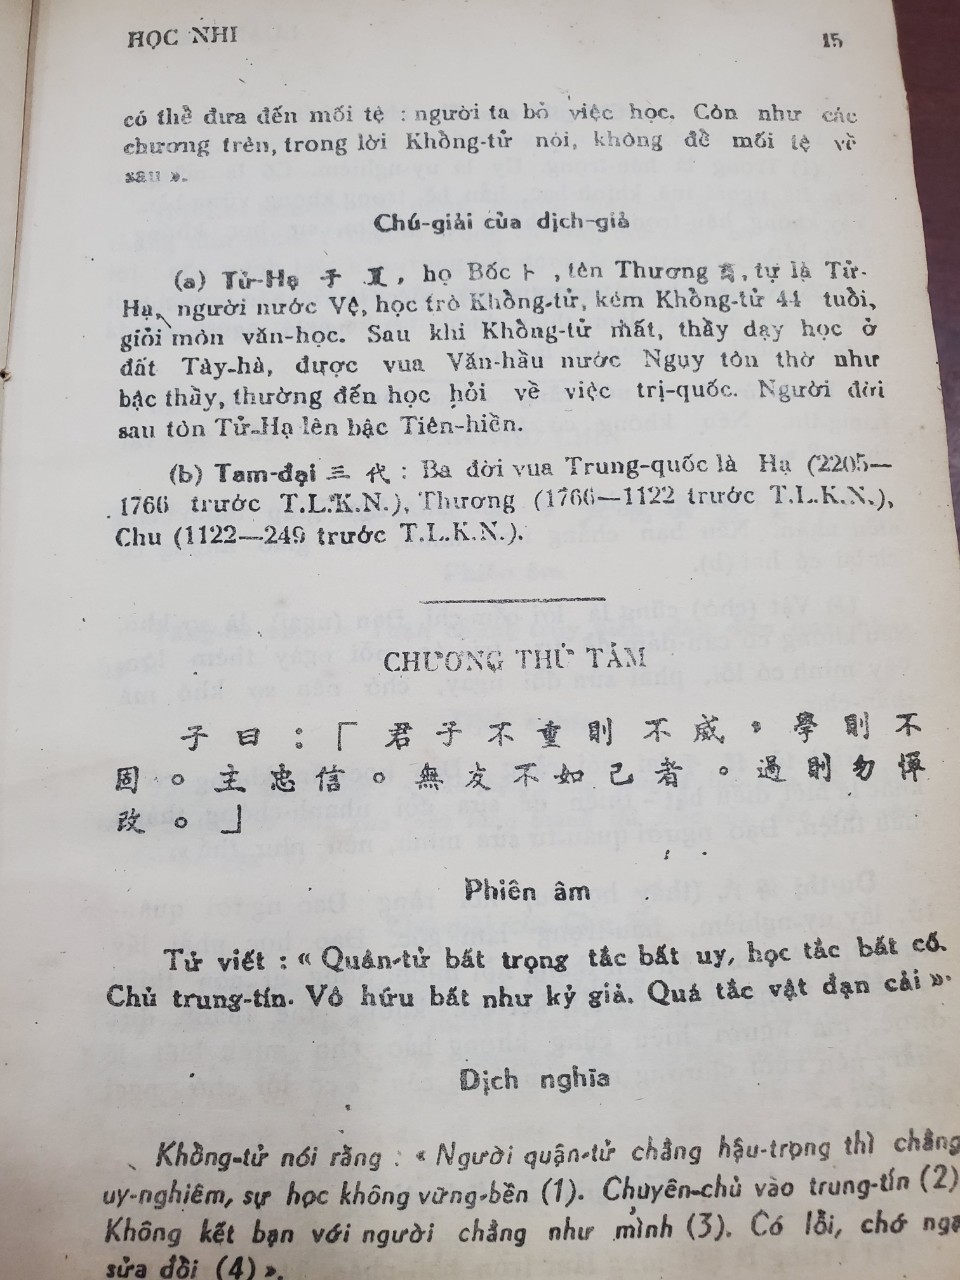 HỌC NHI 15
có thể đưa đến mối tệ : người ta bỏ việc học. Còn như các
chương trên, trong lời Khổng-tử nói, không để mối tệ về
sau ».
Chú-giải của dịch-giả
(a) Tử-Hạ 子 夏, họ Bốc 卜, tên Thương 商, tự là Tử-
Hạ, người nước Vệ, học trò Khổng-tử, kém Khổng-tử 44 tuổi,
giỏi môn văn-học. Sau khi Khổng-tử mất, thầy dạy học ở
đất Tây-hà, được vua Văn-hầu nước Ngụy tôn thờ như
bậc thầy, thường đến học hỏi về việc trị-quốc. Người đời
sau tôn Tử-Hạ lên bậc Tiên-hiền.
(b) Tam-đại 三 代 : Ba đời vua Trung-quốc là Hạ (2205—
1766 trước T.L.K.N.), Thương (1766—1122 trước T.L.K.N.),
Chu (1122—249 trước T.L.K.N.).
CHƯƠNG THỨ TÁM
子 曰 : 「 君 子 不 重 則 不 威 。 學 則 不
固 。 主 忠 信 。 無 友 不 如 己 者 。 過 則 勿 憚
改 。 」
Phiên âm
Tử viết : « Quân-tử bất trọng tắc bất uy, học tắc bất cố.
Chủ trung-tín. Vô hữu bất như kỷ giả. Quá tắc vật đạn cải ».
Dịch nghĩa
Khổng-tử nói rằng : « Người quận-tử chẳng hậu-trọng thì chẳng
uy-nghiêm, sự học không vững-bền (1). Chuyên-chủ vào trung-tín (2)
Không kết bạn với người chẳng như mình (3). Có lỗi, chớ ngạ
sửa đổi (4) ».